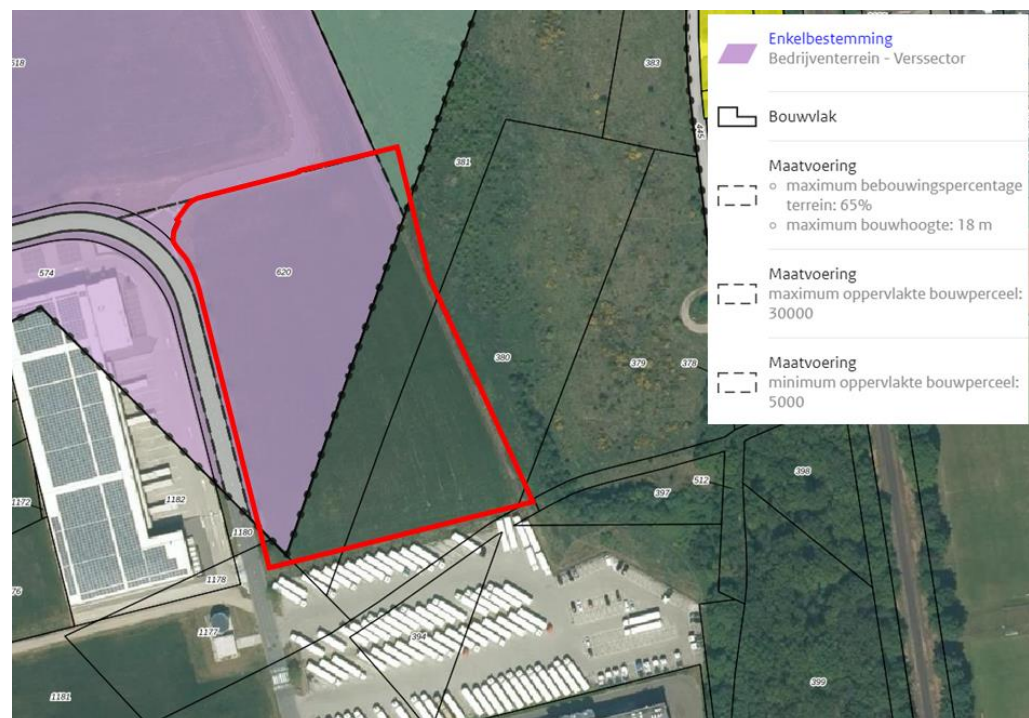 Enkelbestemming
Bedrijventerrein - Verssector
Bouwvlak
Maatvoering
maximum bebouwingspercentage
terrein: 65%
maximum bouwhoogte: 18 m
Maatvoering
maximum oppervlakte bouwperceel:
30000
Maatvoering
minimum oppervlakte bouwperceel:
5000
383
446
381
574
620
380
379
378
398
512
397
1182
1180
1178
1177
394
1181
399